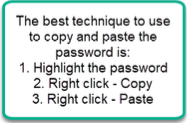 The best technique to use
to copy and paste the
password is:
1. Highlight the password
2. Right click - Copy
3. Right click - Paste